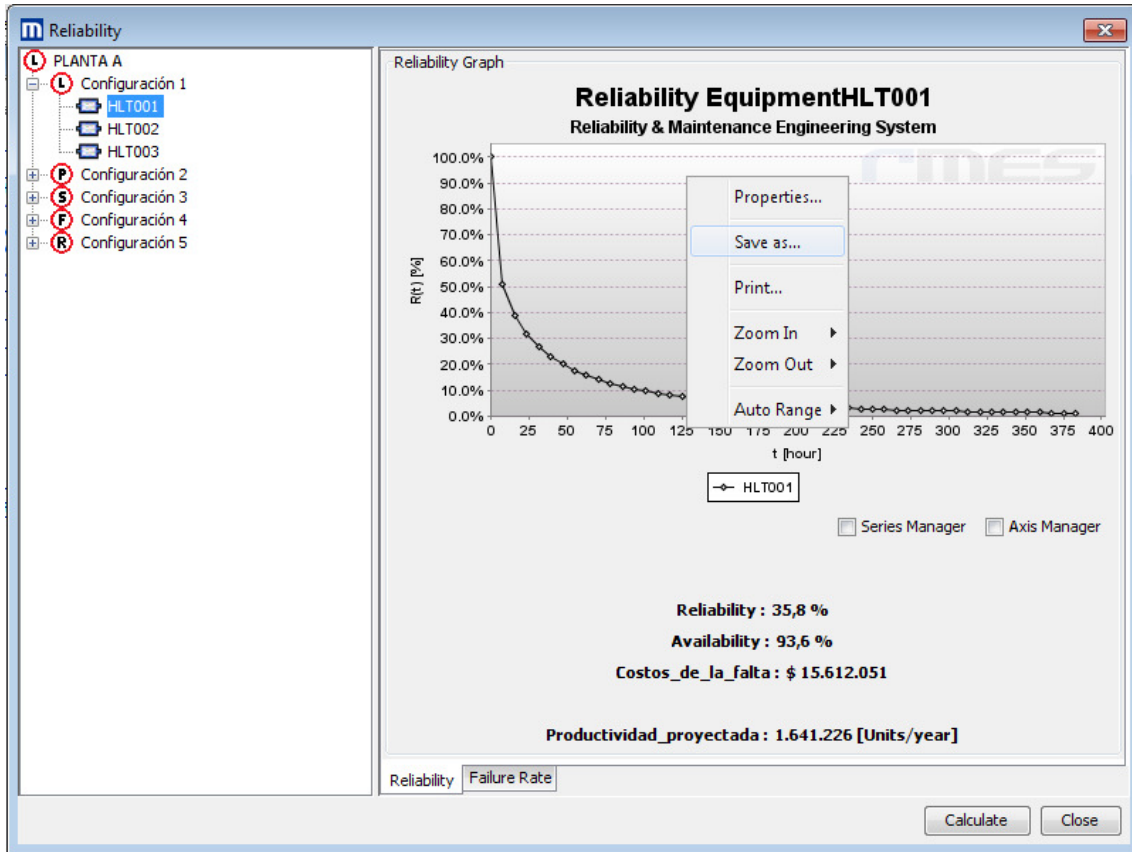 Reliability
PLANTA A
Configuración 1
HLT001
HLT002
HLT003
Configuración 2
Configuración 3
Configuración 4
Configuración 5
Reliability Graph
Reliability EquipmentHLT001
Reliability & Maintenance Engineering System
rmes
100.0%
90.0%
80.0%
70.0%
60.0%
50.0%
40.0%
30.0%
20.0%
10.0%
0.0%
R(t) [%]
Properties...
Save as...
Print...
Zoom In
Zoom Out
Auto Range
0 25 50 75 100 125 150 175 200 225 250 275 300 325 350 375 400
t [hour]
HLT001
Series Manager Axis Manager
Reliability : 35,8 %
Availability : 93,6 %
Costos_de_la_falta : $ 15.612.051
Productividad_proyectada : 1.641.226 [Units/year]
Reliability Failure Rate
Calculate Close